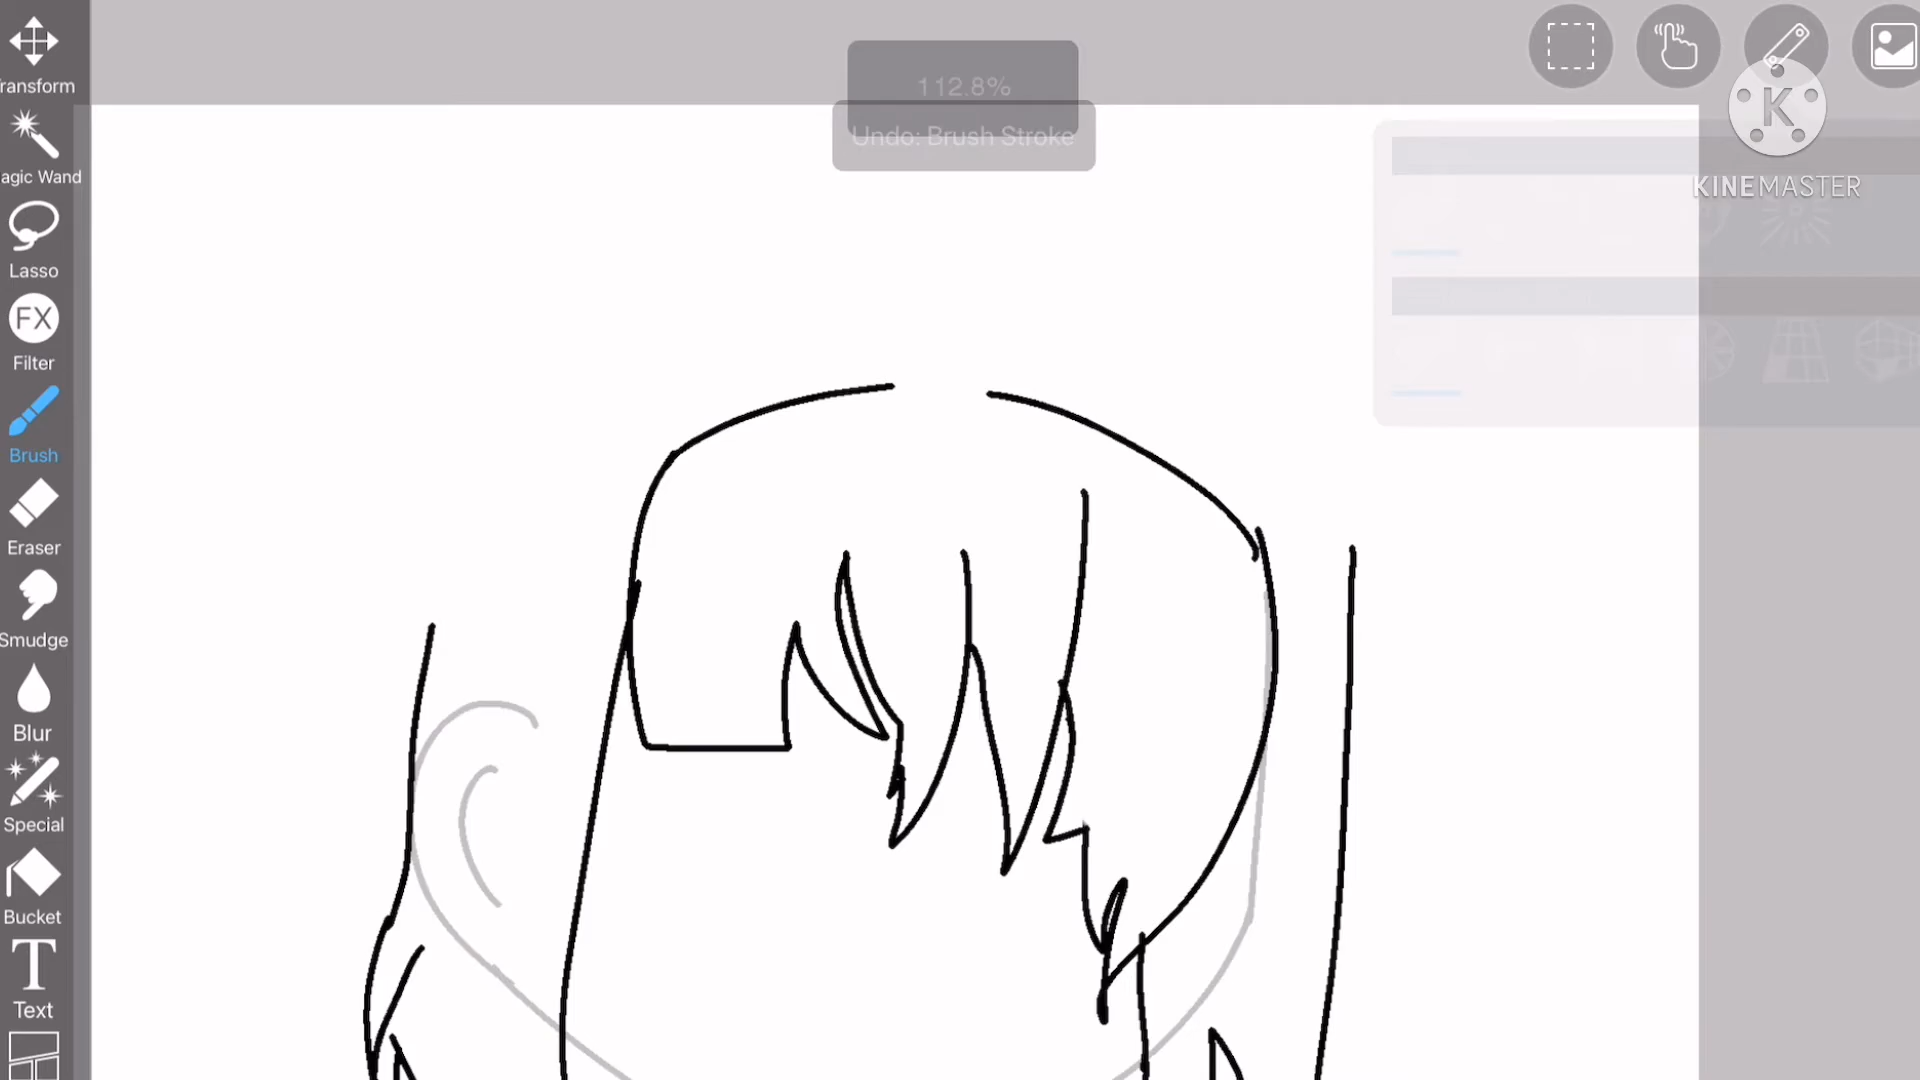 112.8%
Undo: Brush Stroke
K
KINEMASTER
ransform
agic Wand
Lasso
FX
Filter
Brush
Eraser
Smudge
Blur
Special
Bucket
T
Text